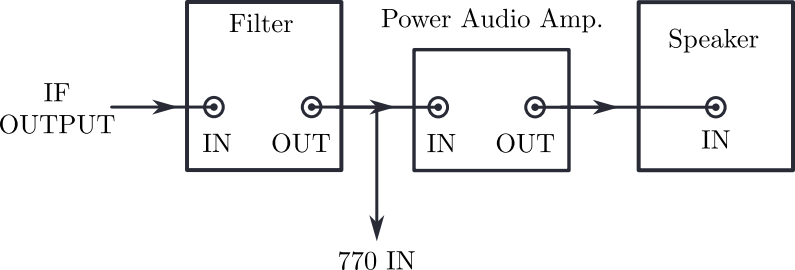 Filter
Power Audio Amp.
Speaker
IF
OUTPUT
IN
OUT
IN
OUT
IN
770 IN